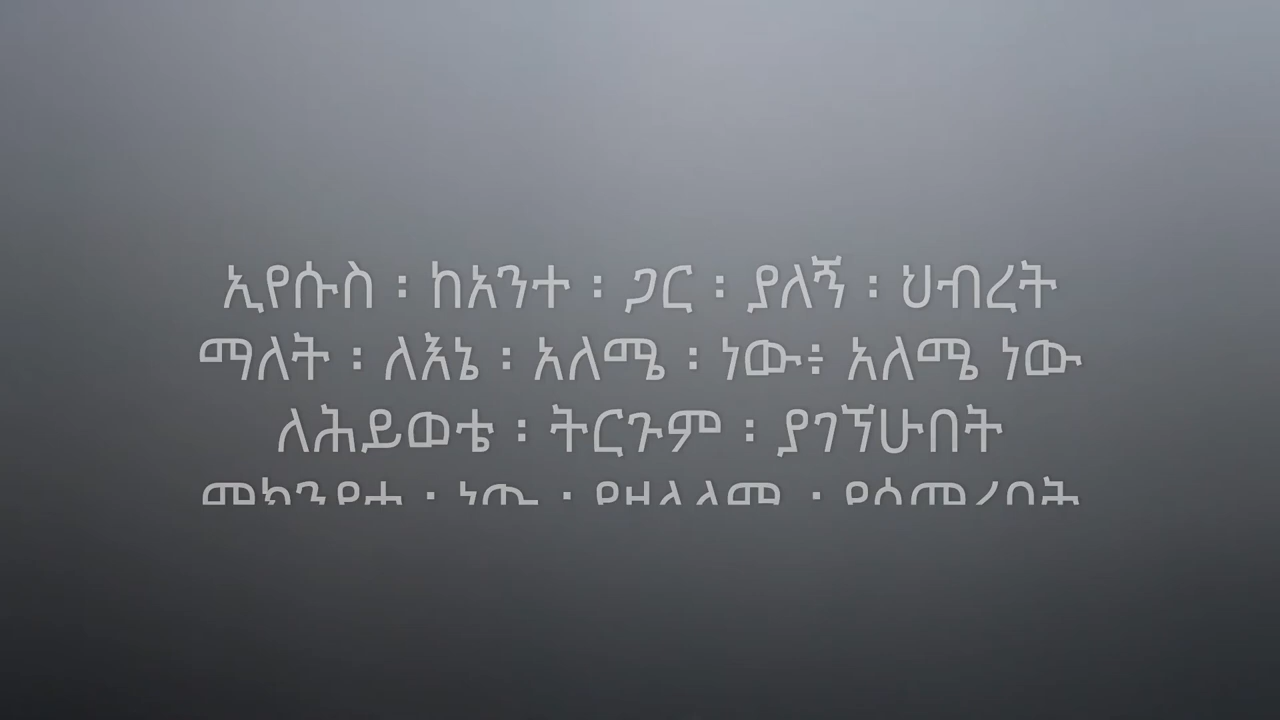 ኢየሱስ ፡ ከአንተ ፡ ጋር ፡ ያለኝ ፡ ህብረት
ማለት ፡ ለእኔ ፡ አለሜ ፡ ነው፥ አለሜ ነው
ለሕይወቴ ፡ ትርጉም ፡ ያገኘሁበት